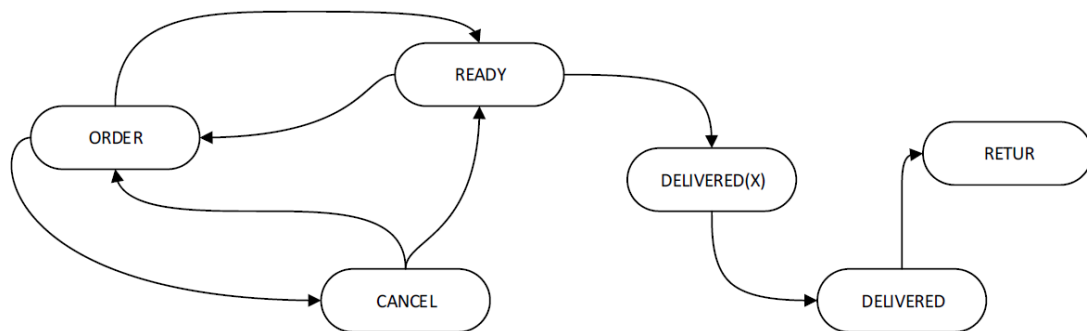 READY
ORDER
RETUR
DELIVERED(X)
CANCEL
DELIVERED